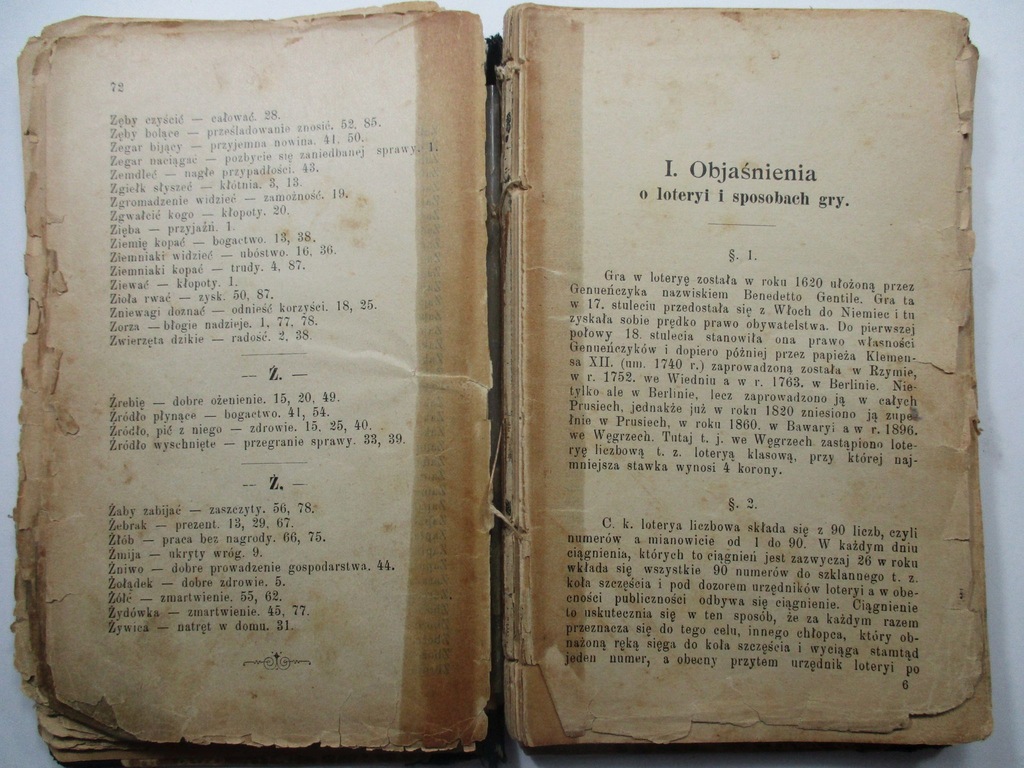 72
Zęby czyścić — całować. 28.
Zęby bolące — prześladowanie znosić. 52, 85.
Zegar bijący — przyjemna nowina. 41, 50.
Zegar naciągać — pozbycie się zaniedbanej sprawy. 1.
Zemdleć — nagłe przypadłości. 43.
Zgiełk słyszeć — kłótnia. 3, 13.
Zgromadzenie widzieć — zamożność. 19.
Zgwałcić kogo — kłopoty. 20.
Zięba — przyjaźń. 1.
Ziemię kopać — bogactwo. 13, 38.
Ziemniaki widzieć — ubóstwo. 16, 36.
Ziemniaki kopać — trudy. 4, 87.
Ziewać — kłopoty. 1.
Zioła rwać — zysk. 50, 87.
Zniewagi doznać — odnieść korzyści. 18, 25.
Zorza — błogie nadzieje. 1, 77, 78.
Zwierzęta dzikie — radość. 2, 38.
— Ź. —
Źrebię — dobre ożenienie. 15, 20, 49.
Źródło płynące — bogactwo. 41, 54.
Źródło, pić z niego — zdrowie. 15, 25, 40.
Źródło wyschnięte — przegranie sprawy. 33, 39.
— Ż. —
Żaby zabijać — zaszczyty. 56, 78.
Żebrak — prezent. 13, 29, 67.
Żłób — praca bez nagrody. 66, 75.
Żmija — ukryty wróg. 9.
Żniwo — dobre prowadzenie gospodarstwa. 44.
Żołądek — dobre zdrowie. 5.
Żółć — zmartwienie. 55, 62.
Żydówka — zmartwienie. 45, 77.
Żywica — natręt w domu. 31.
I. Objaśnienia
o loteryi i sposobach gry.
§. 1.
Gra w loteryę została w roku 1620 ułożoną przez
Genueńczyka nazwiskiem Benedetto Gentile. Gra ta
w 17. stuleciu przedostała się z Włoch do Niemiec i tu
zyskała sobie prędko prawo obywatelstwa. Do pierwszej
połowy 18. stulecia stanowiła ona prawo własności
Genueńczyków i dopiero później przez papieża Klemen-
sa XII. (um. 1740 r.) zaprowadzoną została w Rzymie,
w r. 1752. we Wiedniu a w r. 1763. w Berlinie. Nie-
tylko ale w Berlinie, lecz zaprowadzono ją w całych
Prusiech, jednakże już w roku 1820 zniesiono ją zupe-
łnie w Prusiech, w roku 1860. w Bawaryi a w r. 1896.
we Węgrzech. Tutaj t. j. we Węgrzech zastąpiono lote-
ryę liczbową t. z. loteryą klasową, przy której naj-
mniejsza stawka wynosi 4 korony.
§. 2.
C. k. loterya liczbowa składa się z 90 liczb, czyli
numerów a mianowicie od 1 do 90. W każdym dniu
ciągnienia, których to ciągnień jest zazwyczaj 26 w roku
wkłada się wszystkie 90 numerów do szklannego t. z.
koła szczęścia i pod dozorem urzędników loteryi a w obe-
cności publiczności odbywa się ciągnienie. Ciągnienie
to uskutecznia się w ten sposób, że za każdym razem
przeznacza się do tego celu, innego chłopca, który ob-
nażoną ręką sięga do koła szczęścia i wyciąga stamtąd
jeden numer, a obecny przytem urzędnik loteryi po
6